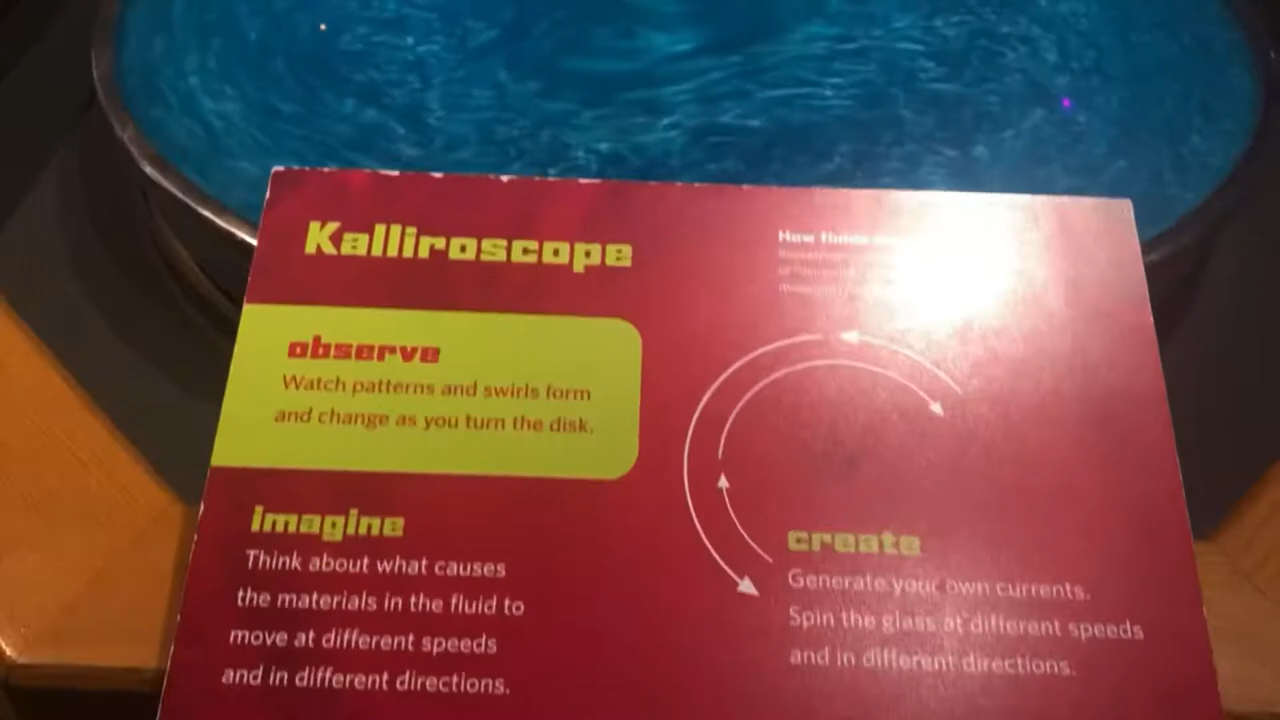 Kalliroscope
observe
Watch patterns and swirls form
and change as you turn the disk.
imagine
Think about what causes
the materials in the fluid to
move at different speeds
and in different directions.
How things
create
Generate your own currents.
Spin the glass at different speeds
and in different directions.